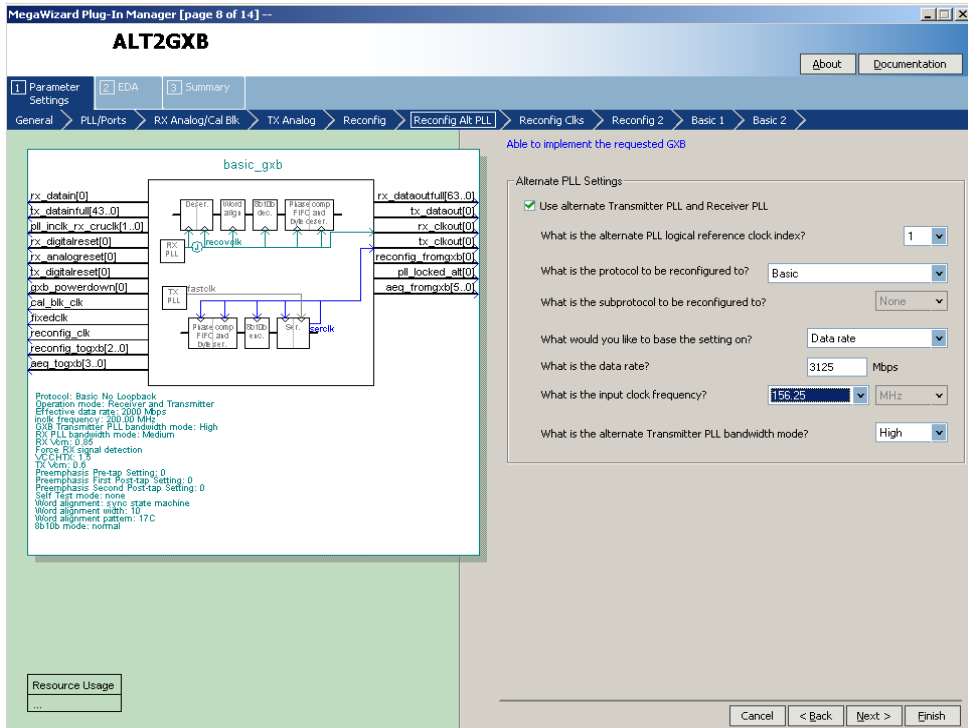 MegaWizard Plug-In Manager [page 8 of 14] --
ALT2GXB
About
Documentation
1 Parameter Settings
2 EDA
3 Summary
General
PLL/Ports
RX Analog/Cal Blk
TX Analog
Reconfig
Reconfig Alt PLL
Reconfig Clks
Reconfig 2
Basic 1
Basic 2
basic_gxb
rx_datain[0]
tx_datainfull[43..0]
pll_inclk_rx_cruclk[1..0]
rx_digitalreset[0]
rx_analogreset[0]
tx_digitalreset[0]
gxb_powerdown[0]
cal_blk_clk
fixedclk
reconfig_clk
reconfig_togxb[2..0]
aeq_togxb[3..0]
Deser.
Word
align
8b10b
dec.
Phase comp
FIFO and
byte deser.
RX
PLL
recovclk
TX
PLL
fastclk
Phase comp
FIFO and
byte ser.
8b10b
enc.
Ser.
serclk
rx_dataoutfull[63..0]
tx_dataout[0]
rx_clkout[0]
tx_clkout[0]
reconfig_fromgxb[0]
pll_locked_alt[0]
aeq_fromgxb[5..0]
Protocol: Basic No Loopback
Operation mode: Receiver and Transmitter
Effective data rate: 2000 Mbps
inclk frequency: 200.00 MHz
GXB Transmitter PLL bandwidth mode: High
RX PLL bandwidth mode: Medium
RX Vcm: 0.85
Force RX signal detection
VCCHTX: 1.5
TX Vcm: 0.6
Preemphasis Pre-tap Setting: 0
Preemphasis First Post-tap Setting: 0
Preemphasis Second Post-tap Setting: 0
Self Test mode: none
Word alignment: sync state machine
Word alignment width: 10
Word alignment pattern: 17C
8b10b mode: normal
Resource Usage
...
Able to implement the requested GXB
Alternate PLL Settings
Use alternate Transmitter PLL and Receiver PLL
What is the alternate PLL logical reference clock index? 1
What is the protocol to be reconfigured to? Basic
What is the subprotocol to be reconfigured to? None
What would you like to base the setting on? Data rate
What is the data rate? 3125 Mbps
What is the input clock frequency? 156.25 MHz
What is the alternate Transmitter PLL bandwidth mode? High
Cancel
< Back
Next >
Finish